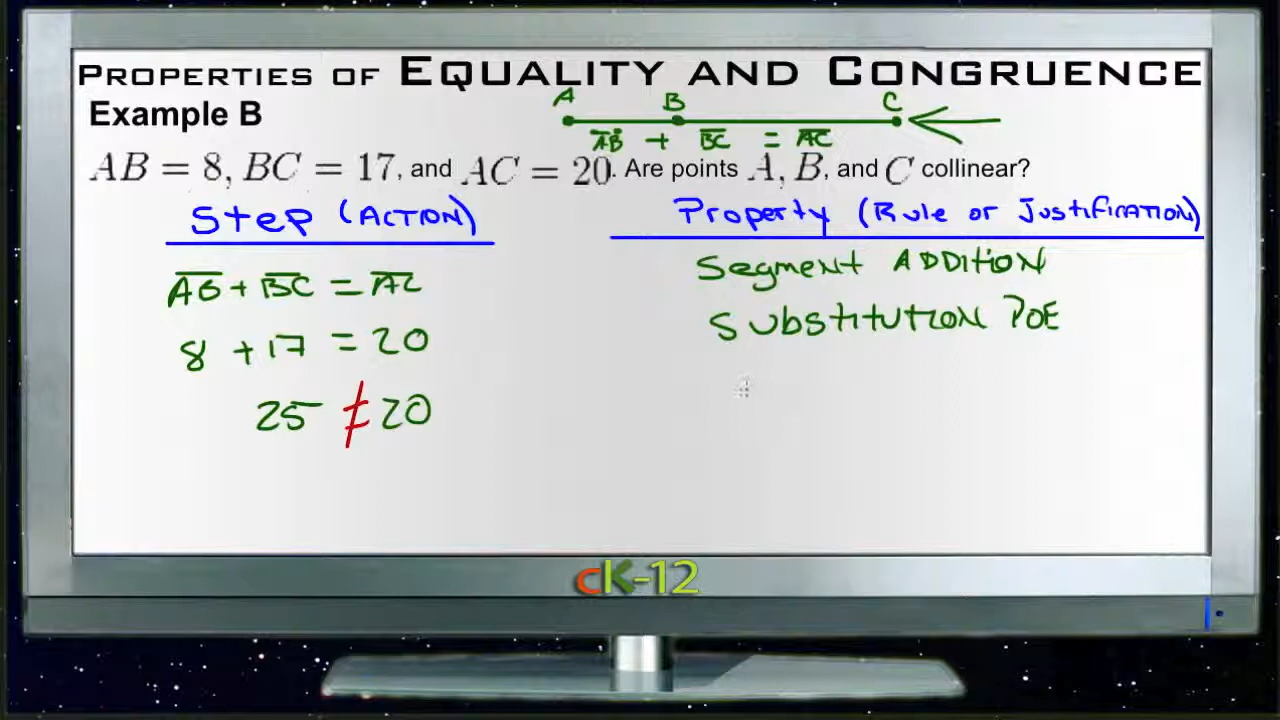 PROPERTIES OF EQUALITY AND CONGRUENCE
Example B
A B C
AB + BC = AC
AB = 8, BC = 17, and AC = 20. Are points A, B, and C collinear?
Step (ACTION)
Property (Rule or Justification)
AB + BC = AC
Segment ADDITION
8 + 17 = 20
Substitution POE
25 ≠ 20
cK-12